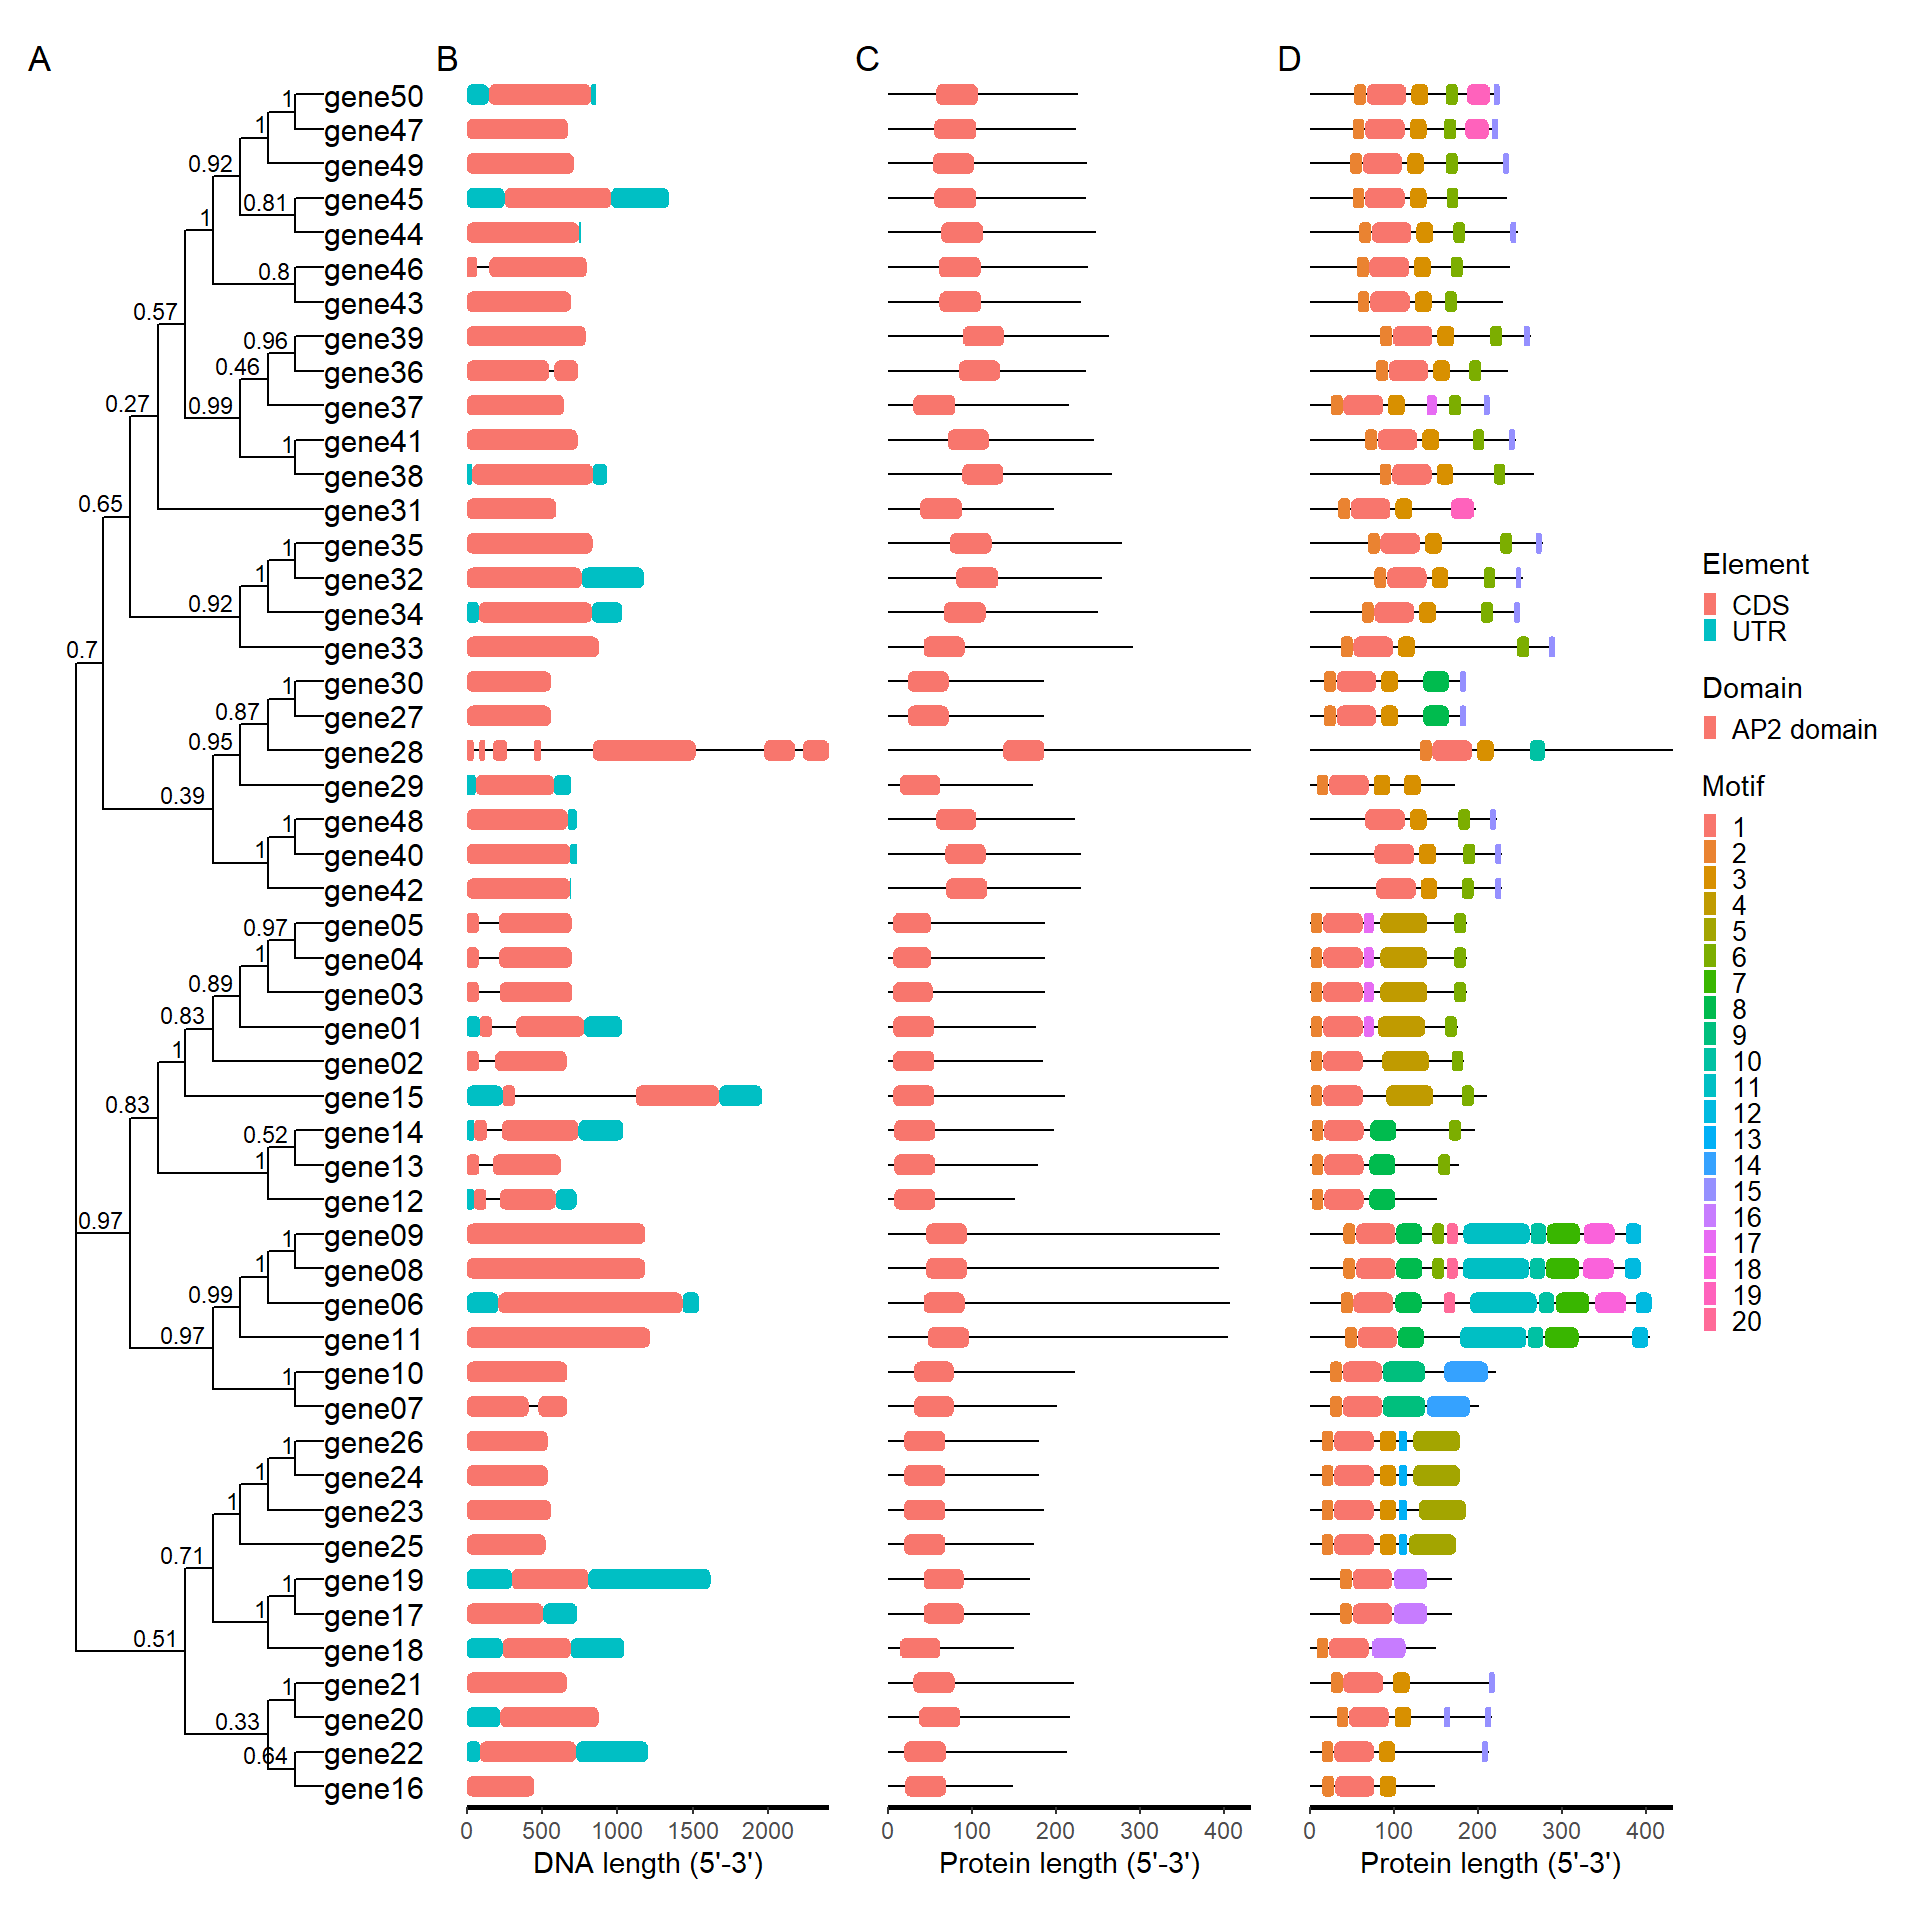 A B C D
1 gene50
gene47
1
0.92 gene49
0.81 gene45
1 gene44
0.8 gene46
gene43
0.57
0.96 gene39
0.46 gene36
0.27 0.99 gene37
1 gene41
gene38
0.65 gene31
1 gene35
1 gene32
0.92 gene34
0.7 gene33
1 gene30
0.87 gene27
0.95 gene28
0.39 gene29
1 gene48
1 gene40
gene42
0.97 gene05
1 gene04
0.89 gene03
0.83 gene01
1 gene02
0.83 gene15
0.52 gene14
1 gene13
gene12
0.97
1 gene09
1 gene08
0.99 gene06
0.97 gene11
1 gene10
gene07
1 gene26
1 gene24
1 gene23
0.71 gene25
1 gene19
1 gene17
0.51 gene18
1 gene21
0.33 gene20
0.64 gene22
gene16
0 500 1000 1500 2000
DNA length (5'-3')
0 100 200 300 400
Protein length (5'-3')
0 100 200 300 400
Protein length (5'-3')
Element
CDS
UTR
Domain
AP2 domain
Motif
1
2
3
4
5
6
7
8
9
10
11
12
13
14
15
16
17
18
19
20